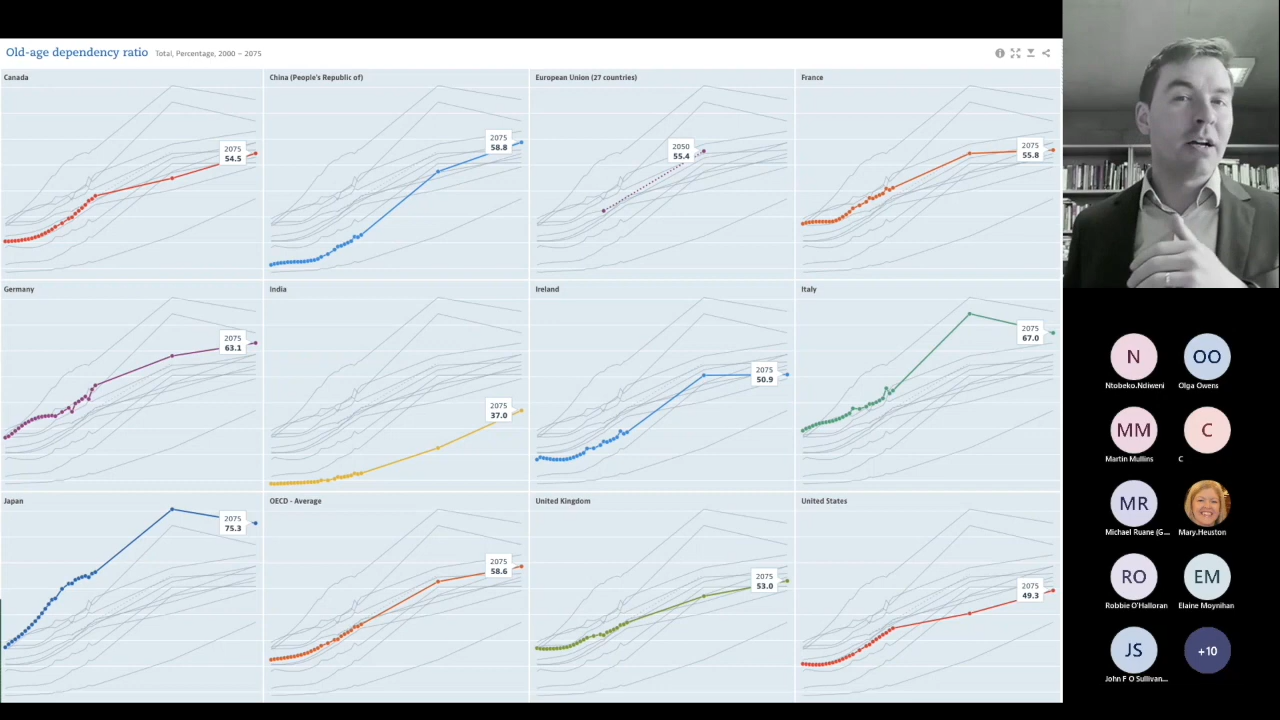 Old-age dependency ratio Total, Percentage, 2000 – 2075
Canada
2075
54.5
China (People's Republic of)
2075
58.8
European Union (27 countries)
2050
55.4
France
2075
55.8
Germany
2075
63.1
India
2075
37.0
Ireland
2075
50.9
Italy
2075
67.0
Japan
2075
75.3
OECD - Average
2075
58.6
United Kingdom
2075
53.0
United States
2075
49.3
N
Ntobeko.Ndiweni
OO
Olga Owens
MM
Martin Mullins
C
C
MR
Michael Ruane (G...
Mary.Heuston
RO
Robbie O'Halloran
EM
Elaine Moynihan
JS
John F O Sullivan...
+10